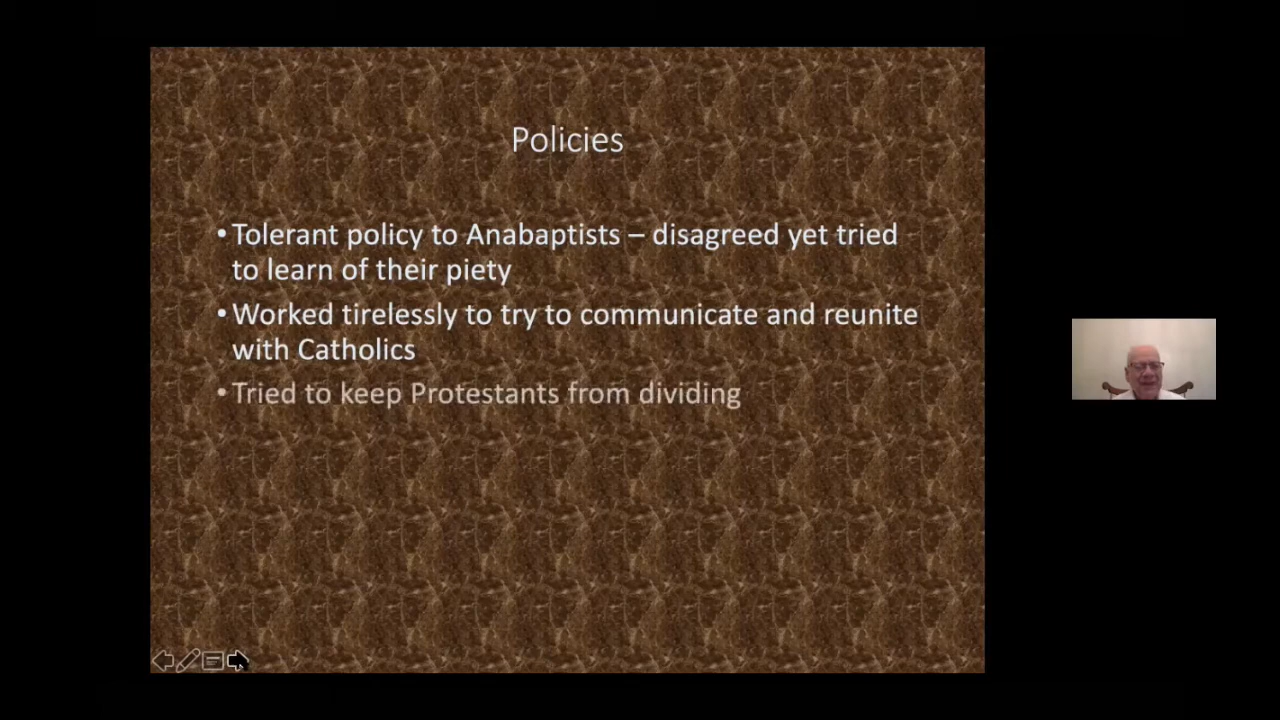 Policies
• Tolerant policy to Anabaptists – disagreed yet tried
to learn of their piety
• Worked tirelessly to try to communicate and reunite
with Catholics
• Tried to keep Protestants from dividing